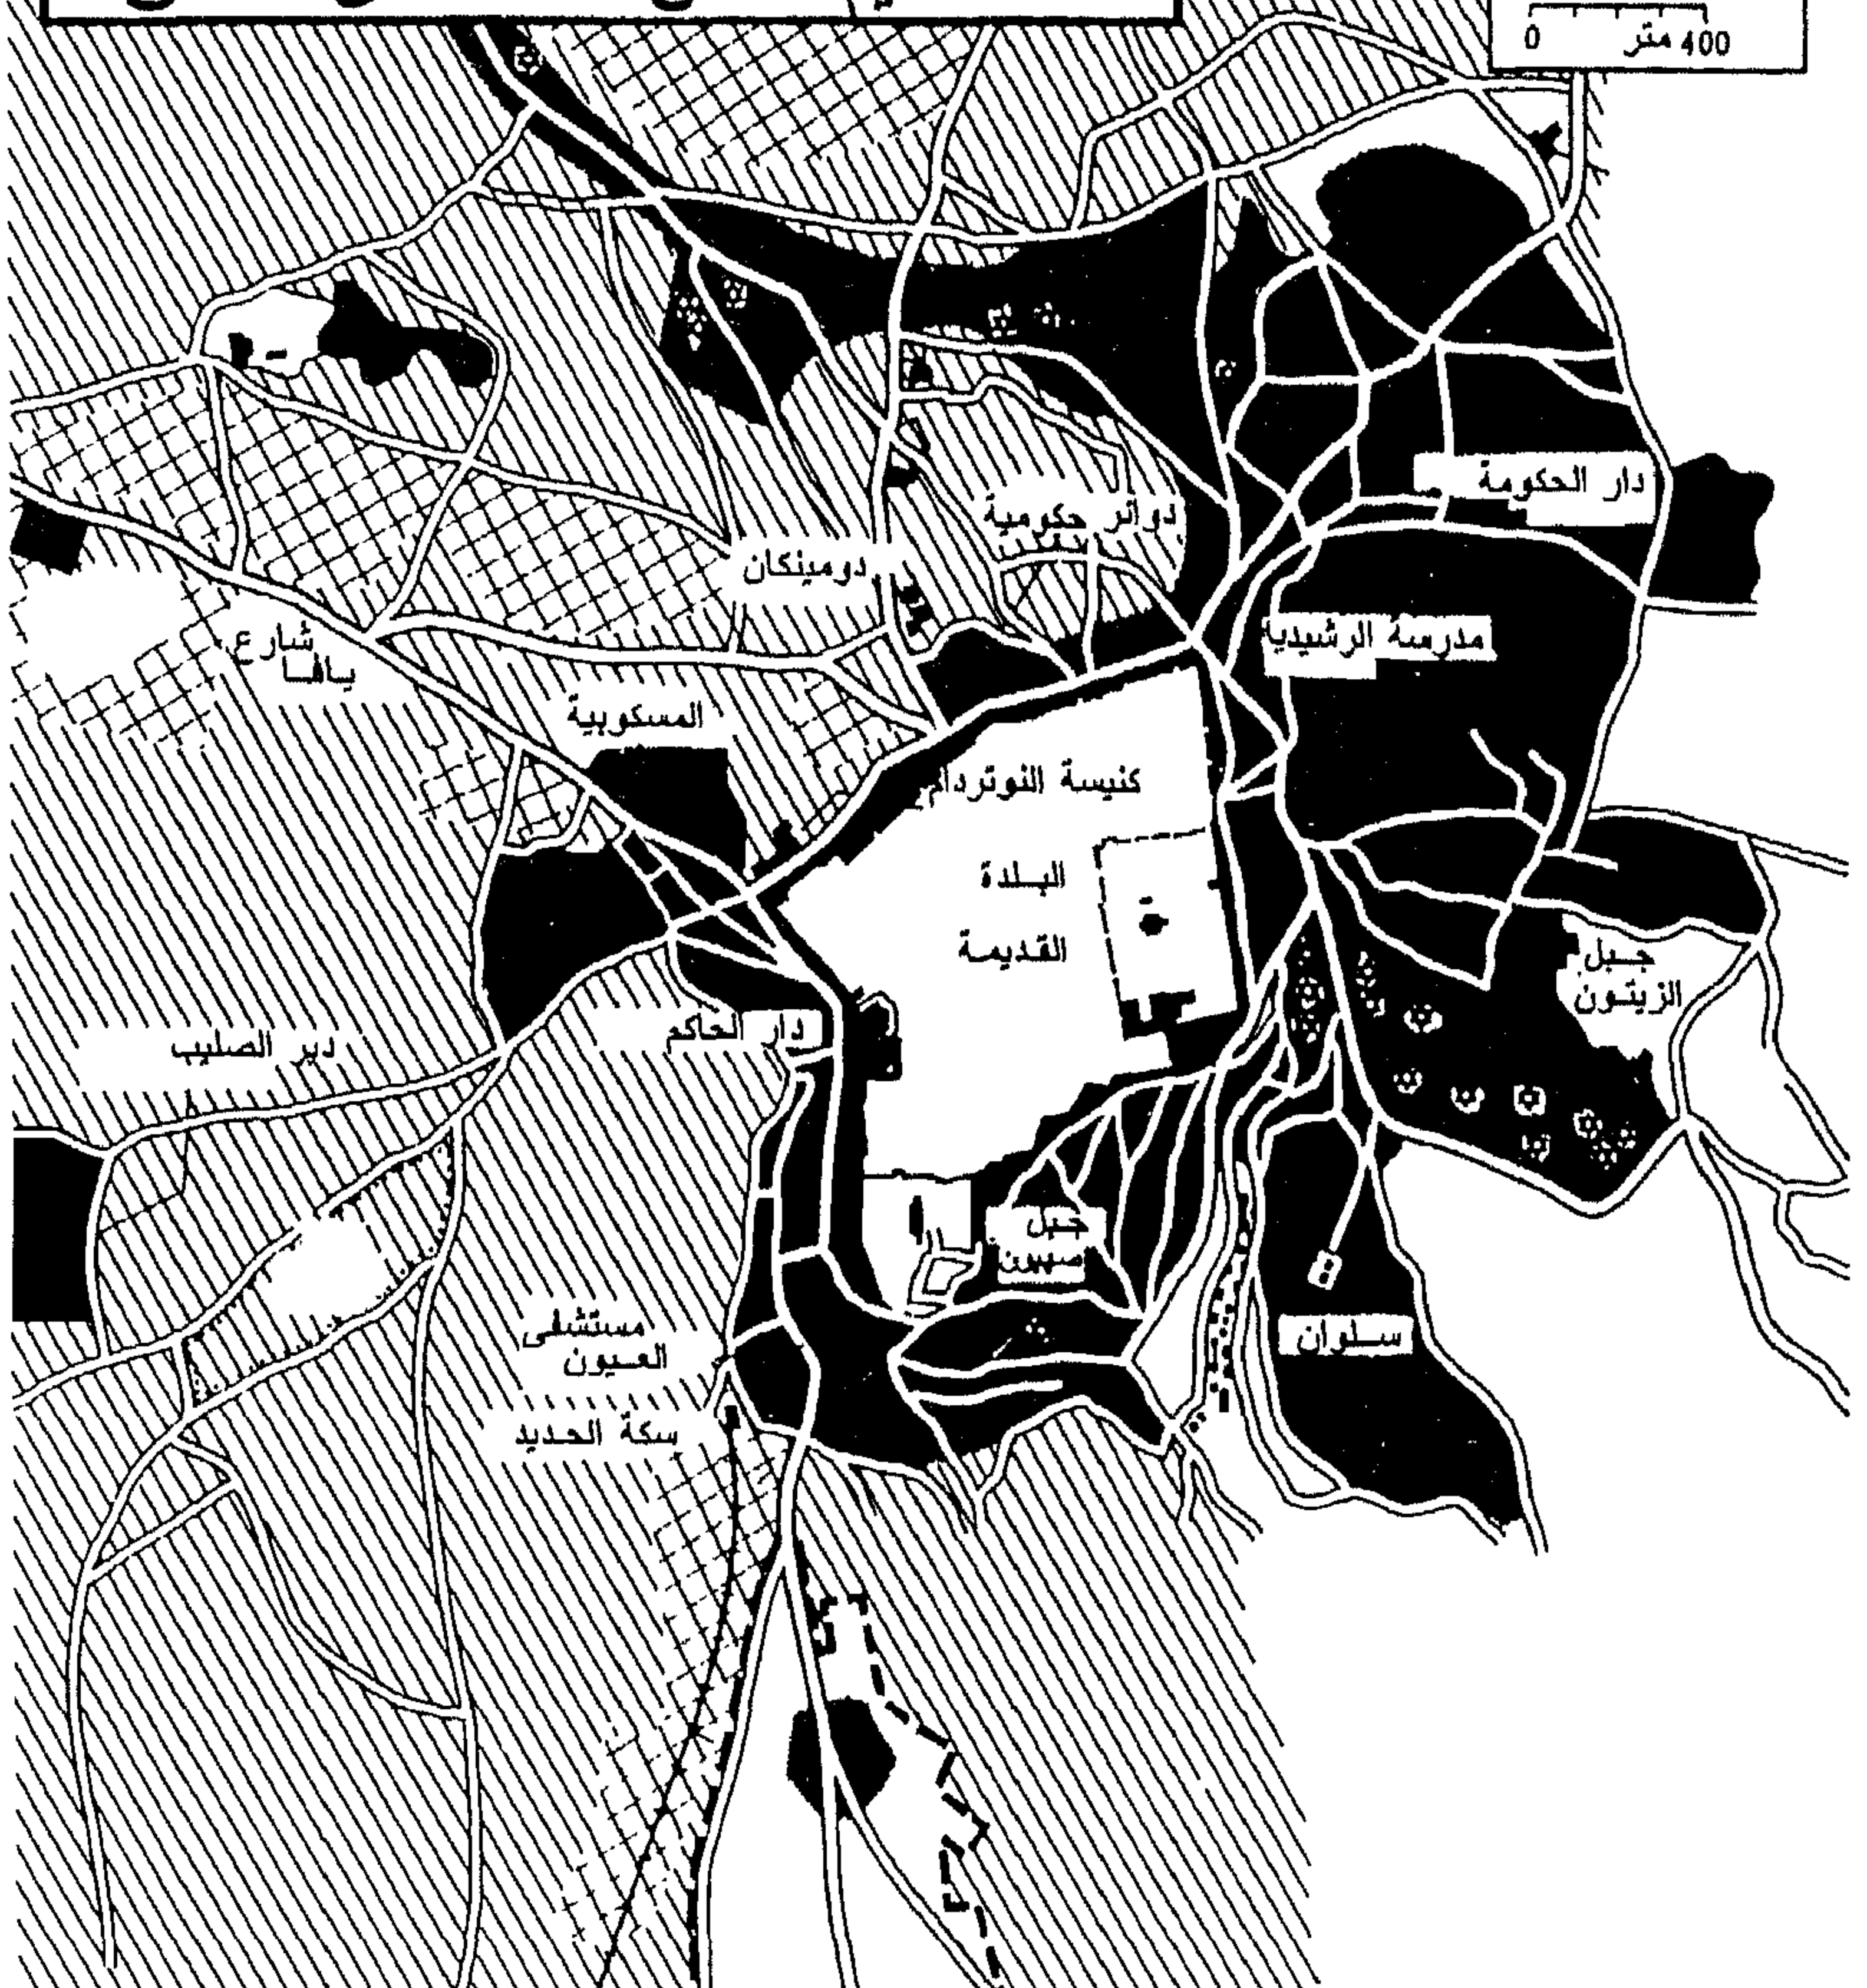 0
400 متر
دار الحكومة
دوائر حكومية
دومينكان
مدرسة الرشيديا
شارع
يافا
المسكوبية
كنيسة النوتردام
البلدة
القديمة
جبل
الزيتون
دار الحاكم
دير الصليب
جبل
صهيون
مستشفى
العيون
سلوان
سكة الحديد